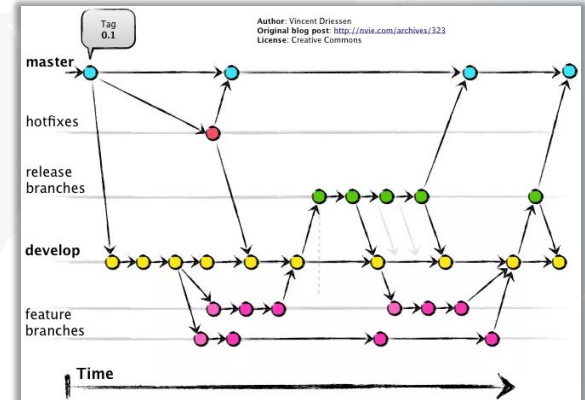 Tag
0.1
Author: Vincent Driessen
Original blog post: http://nvie.com/archives/323
License: Creative Commons
master
hotfixes
release
branches
develop
feature
branches
Time